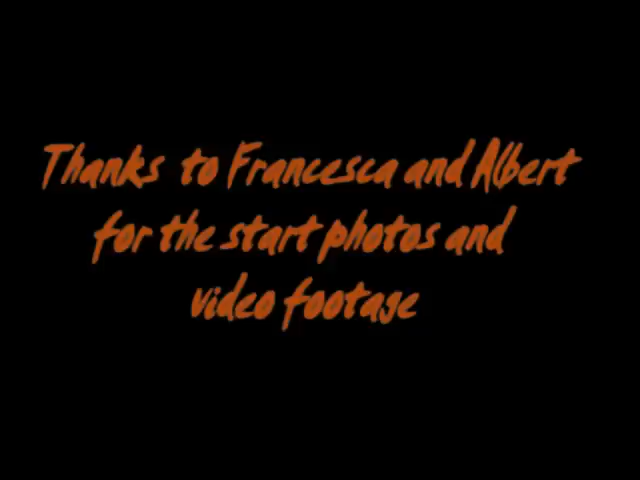 Thanks to Francesca and Albert
for the start photos and
video footage